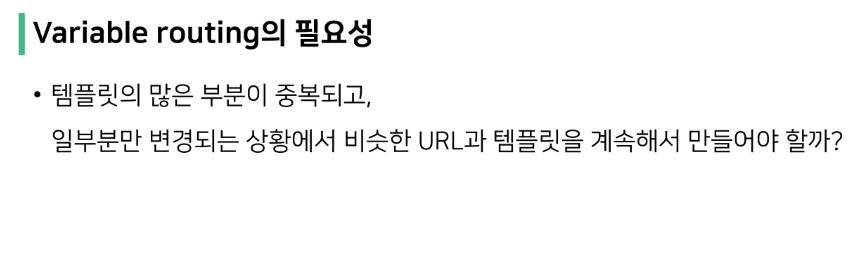 Variable routing의 필요성
• 템플릿의 많은 부분이 중복되고,
일부분만 변경되는 상황에서 비슷한 URL과 템플릿을 계속해서 만들어야 할까?